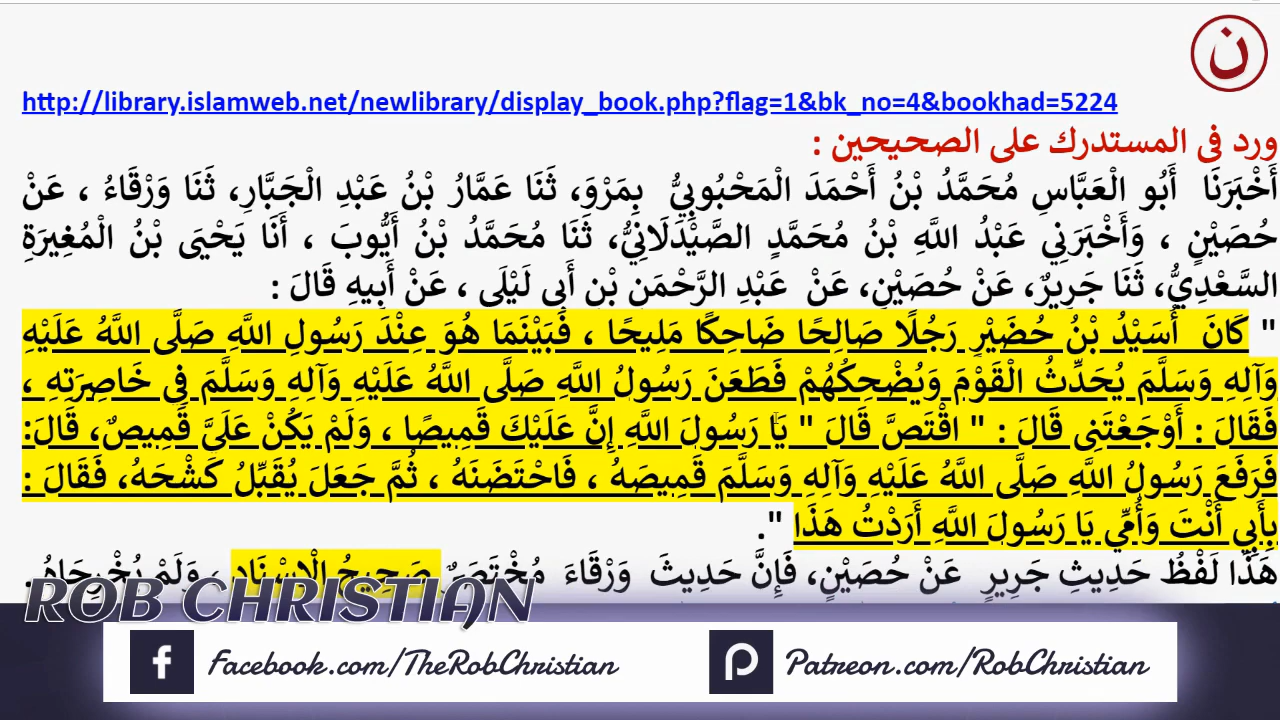 ن
http://library.islamweb.net/newlibrary/display_book.php?flag=1&bk_no=4&bookhad=5224
ورد فى المستدرك على الصحيحين :
أَخْبَرَنَا أَبُو الْعَبَّاسِ مُحَمَّدُ بْنُ أَحْمَدَ الْمَحْبُوبِيُّ بِمَرْوَ، ثَنَا عَمَّارُ بْنُ عَبْدِ الْجَبَّارِ، ثَنَا وَرْقَاءُ ، عَنْ
حُصَيْنٍ ، وَأَخْبَرَنِي عَبْدُ اللَّهِ بْنُ مُحَمَّدٍ الصَّيْدَلَانِيُّ، ثَنَا مُحَمَّدُ بْنُ أَيُّوبَ ، أَنَا يَحْيَى بْنُ الْمُغِيرَةِ
السَّعْدِيُّ، ثَنَا جَرِيرٌ، عَنْ حُصَيْنٍ، عَنْ عَبْدِ الرَّحْمَنِ بْنِ أَبِي لَيْلَى ، عَنْ أَبِيهِ قَالَ :
" كَانَ أُسَيْدُ بْنُ حُضَيْرٍ رَجُلًا صَالِحًا ضَاحِكًا مَلِيحًا ، فَبَيْنَمَا هُوَ عِنْدَ رَسُولِ اللَّهِ صَلَّى اللَّهُ عَلَيْهِ
وَآلِهِ وَسَلَّمَ يُحَدِّثُ الْقَوْمَ وَيُضْحِكُهُمْ فَطَعَنَ رَسُولُ اللَّهِ صَلَّى اللَّهُ عَلَيْهِ وَآلِهِ وَسَلَّمَ فِي خَاصِرَتِهِ ،
فَقَالَ : أَوْجَعْتَنِي قَالَ : " اقْتَصَّ قَالَ " يَا رَسُولَ اللَّهِ إِنَّ عَلَيْكَ قَمِيصًا ، وَلَمْ يَكُنْ عَلَيَّ قَمِيصٌ، قَالَ:
فَرَفَعَ رَسُولُ اللَّهِ صَلَّى اللَّهُ عَلَيْهِ وَآلِهِ وَسَلَّمَ قَمِيصَهُ ، فَاحْتَضَنَهُ ، ثُمَّ جَعَلَ يُقَبِّلُ كَشْحَهُ، فَقَالَ :
بِأَبِي أَنْتَ وَأُمِّي يَا رَسُولَ اللَّهِ أَرَدْتُ هَذَا ".
هَذَا لَفْظُ حَدِيثِ جَرِيرٍ عَنْ حُصَيْنٍ، فَإِنَّ حَدِيثَ وَرْقَاءَ مُخْتَصَرٌ صَحِيحُ الْإِسْنَادِ ، وَلَمْ يُخْرِجَاهُ.
ROB CHRISTIAN
Facebook.com/TheRobChristian
Patreon.com/RobChristian